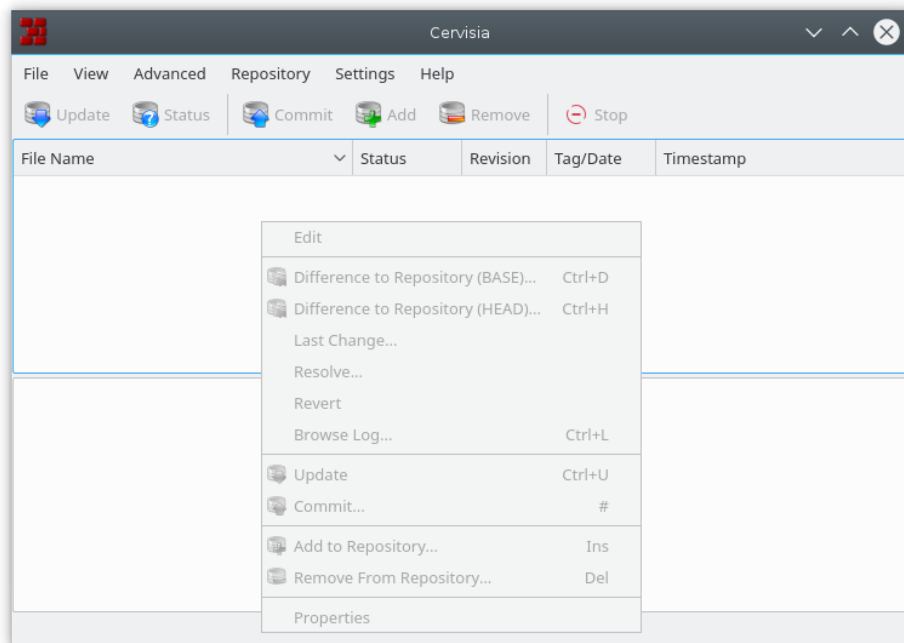 Cervisia
File View Advanced Repository Settings Help
Update Status Commit Add Remove Stop
File Name Status Revision Tag/Date Timestamp
Edit
Difference to Repository (BASE)... Ctrl+D
Difference to Repository (HEAD)... Ctrl+H
Last Change...
Resolve...
Revert
Browse Log... Ctrl+L
Update Ctrl+U
Commit... #
Add to Repository... Ins
Remove From Repository... Del
Properties